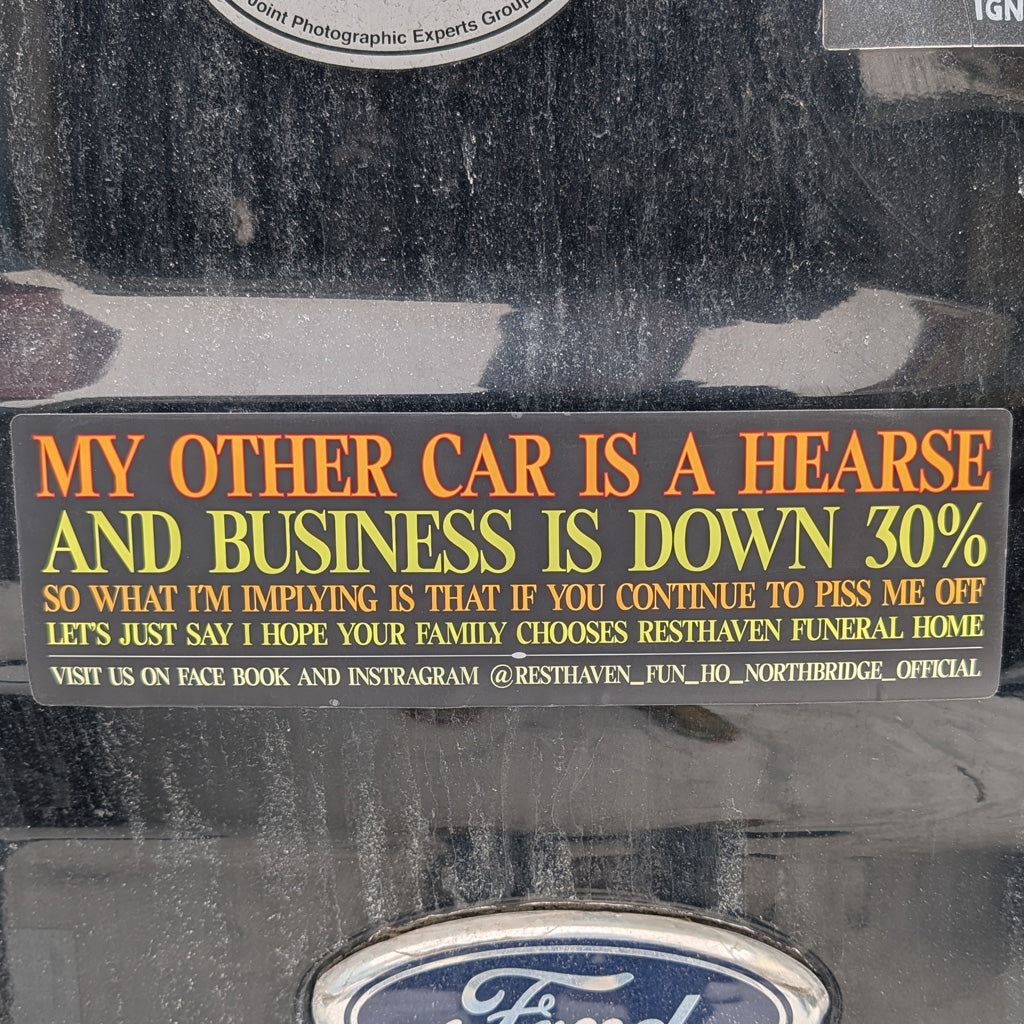 Joint Photographic Experts Group
IGN
MY OTHER CAR IS A HEARSE
AND BUSINESS IS DOWN 30%
SO WHAT I'M IMPLYING IS THAT IF YOU CONTINUE TO PISS ME OFF
LET'S JUST SAY I HOPE YOUR FAMILY CHOOSES RESTHAVEN FUNERAL HOME
VISIT US ON FACE BOOK AND INSTRAGRAM @RESTHAVEN_FUN_HO_NORTHBRIDGE_OFFICIAL
Ford